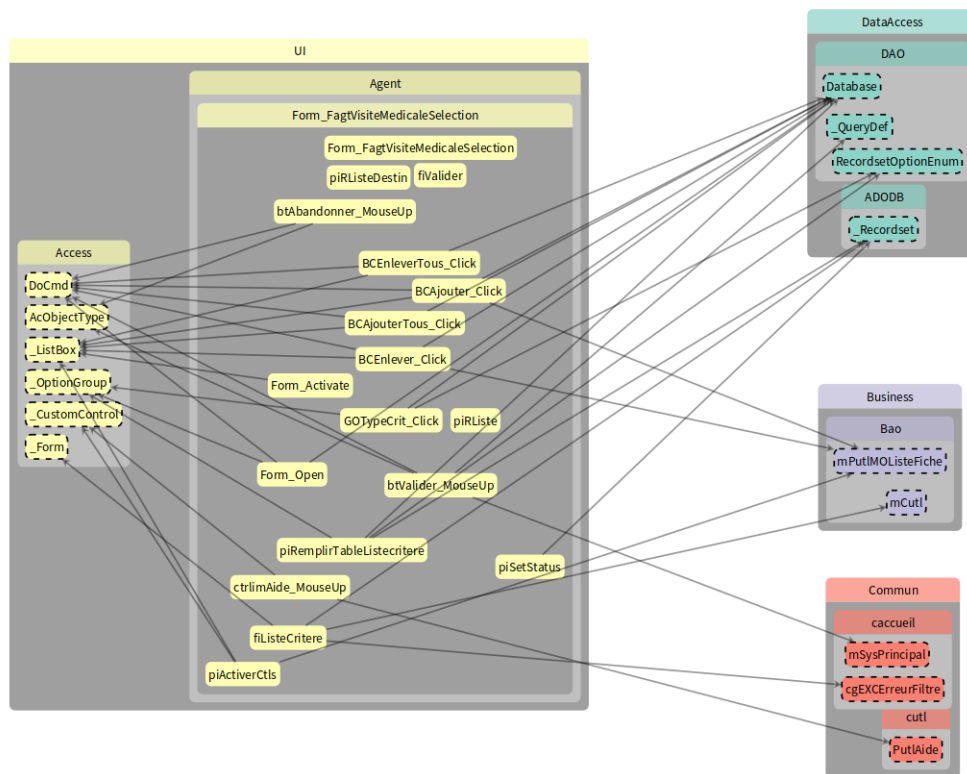 UI
Agent
Form_FagtVisiteMedicaleSelection
Form_FagtVisiteMedicaleSelection
piRListeDestin
fiValider
btAbandonner_MouseUp
Access
DoCmd
AcObjectType
_ListBox
_OptionGroup
_CustomControl
_Form
BCEnleverTous_Click
BCAjouter_Click
BCAjouterTous_Click
BCEnlever_Click
Form_Activate
GOTypeCrit_Click
piRListe
Form_Open
btValider_MouseUp
piRemplirTableListecritere
piSetStatus
ctrlimAide_MouseUp
fiListeCritere
piActiverCtls
DataAccess
DAO
Database
_QueryDef
RecordsetOptionEnum
ADODB
_Recordset
Business
Bao
mPutlMOListeFiche
mCutl
Commun
caccueil
mSysPrincipal
cgEXCErreurFiltre
cutl
PutlAide